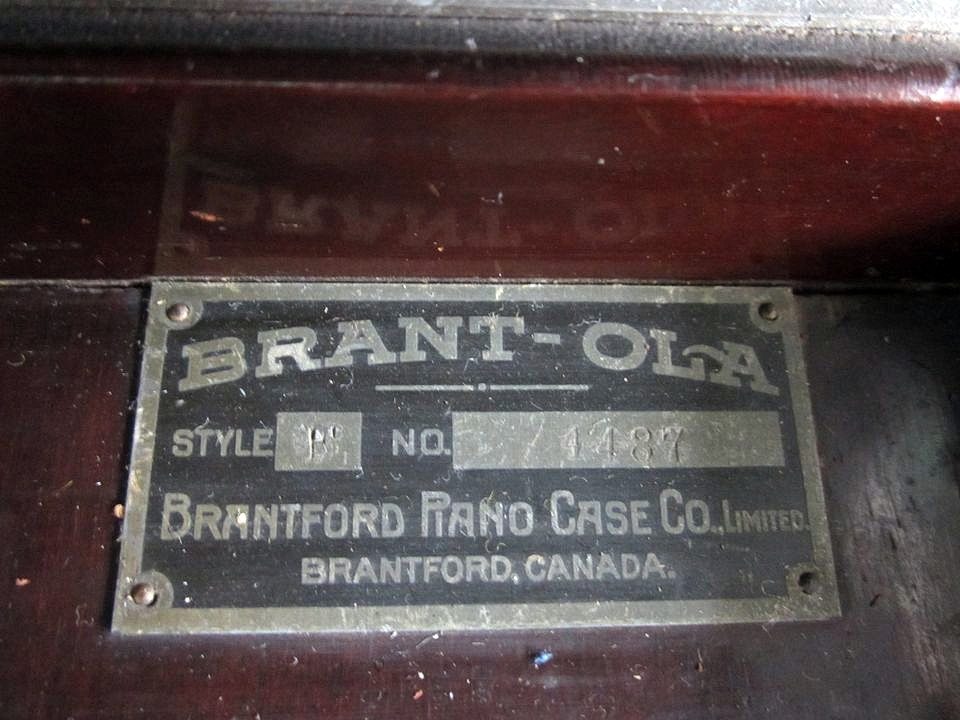 BRANT-OLA
STYLE B NO. 4487
BRANTFORD PIANO CASE CO., LIMITED.
BRANTFORD, CANADA.